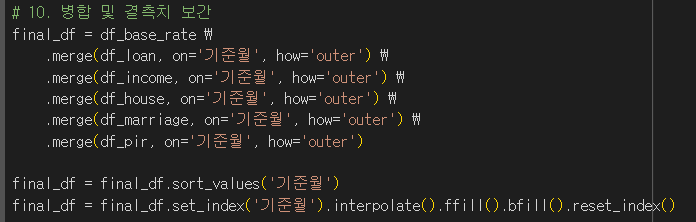 # 10. 병합 및 결측치 보간
final_df = df_base_rate ₩
    .merge(df_loan, on='기준월', how='outer') ₩
    .merge(df_income, on='기준월', how='outer') ₩
    .merge(df_house, on='기준월', how='outer') ₩
    .merge(df_marriage, on='기준월', how='outer') ₩
    .merge(df_pir, on='기준월', how='outer')
final_df = final_df.sort_values('기준월')
final_df = final_df.set_index('기준월').interpolate().ffill().bfill().reset_index()